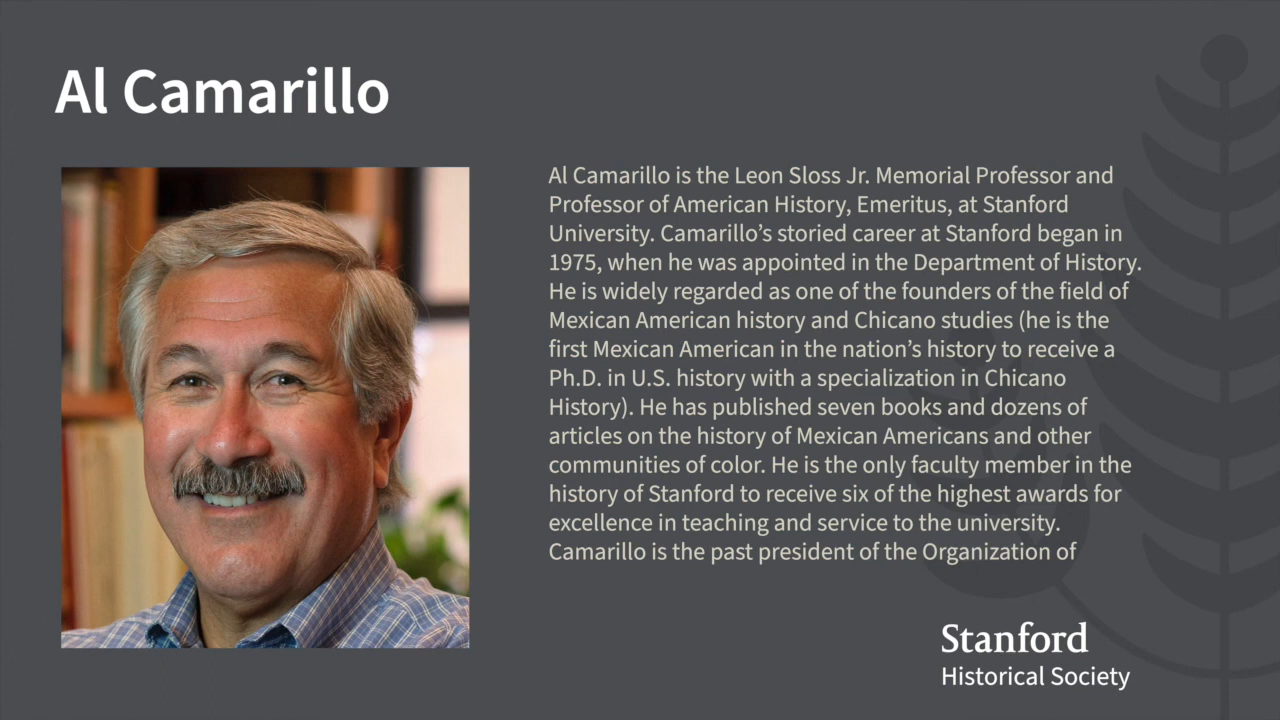 Al Camarillo
Al Camarillo is the Leon Sloss Jr. Memorial Professor and
Professor of American History, Emeritus, at Stanford
University. Camarillo’s storied career at Stanford began in
1975, when he was appointed in the Department of History.
He is widely regarded as one of the founders of the field of
Mexican American history and Chicano studies (he is the
first Mexican American in the nation’s history to receive a
Ph.D. in U.S. history with a specialization in Chicano
History). He has published seven books and dozens of
articles on the history of Mexican Americans and other
communities of color. He is the only faculty member in the
history of Stanford to receive six of the highest awards for
excellence in teaching and service to the university.
Camarillo is the past president of the Organization of
Stanford
Historical Society